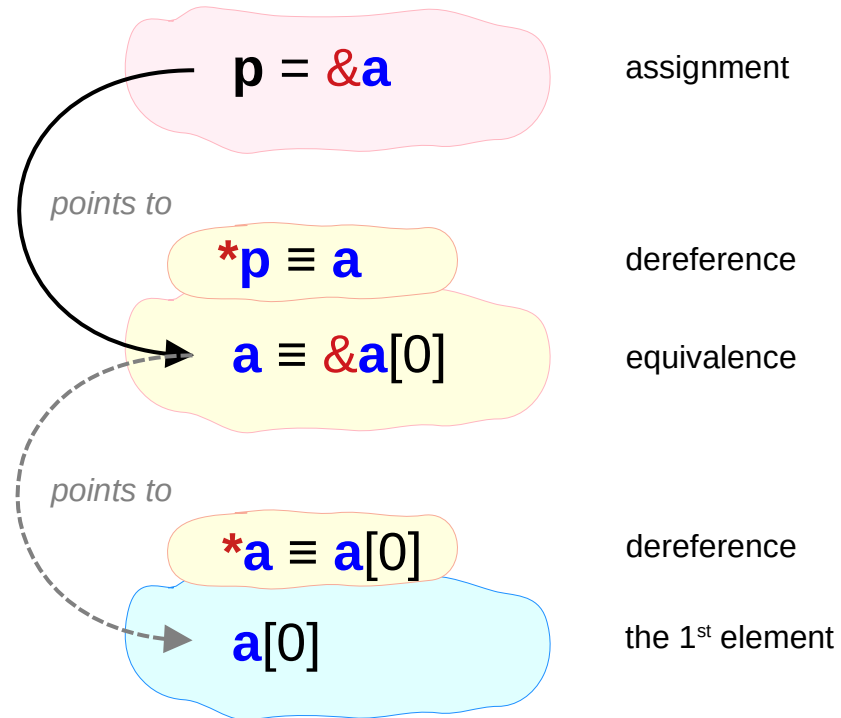 p = &a assignment
points to
*p ≡ a dereference
a ≡ &a[0] equivalence
points to
*a ≡ a[0] dereference
a[0] the 1st element